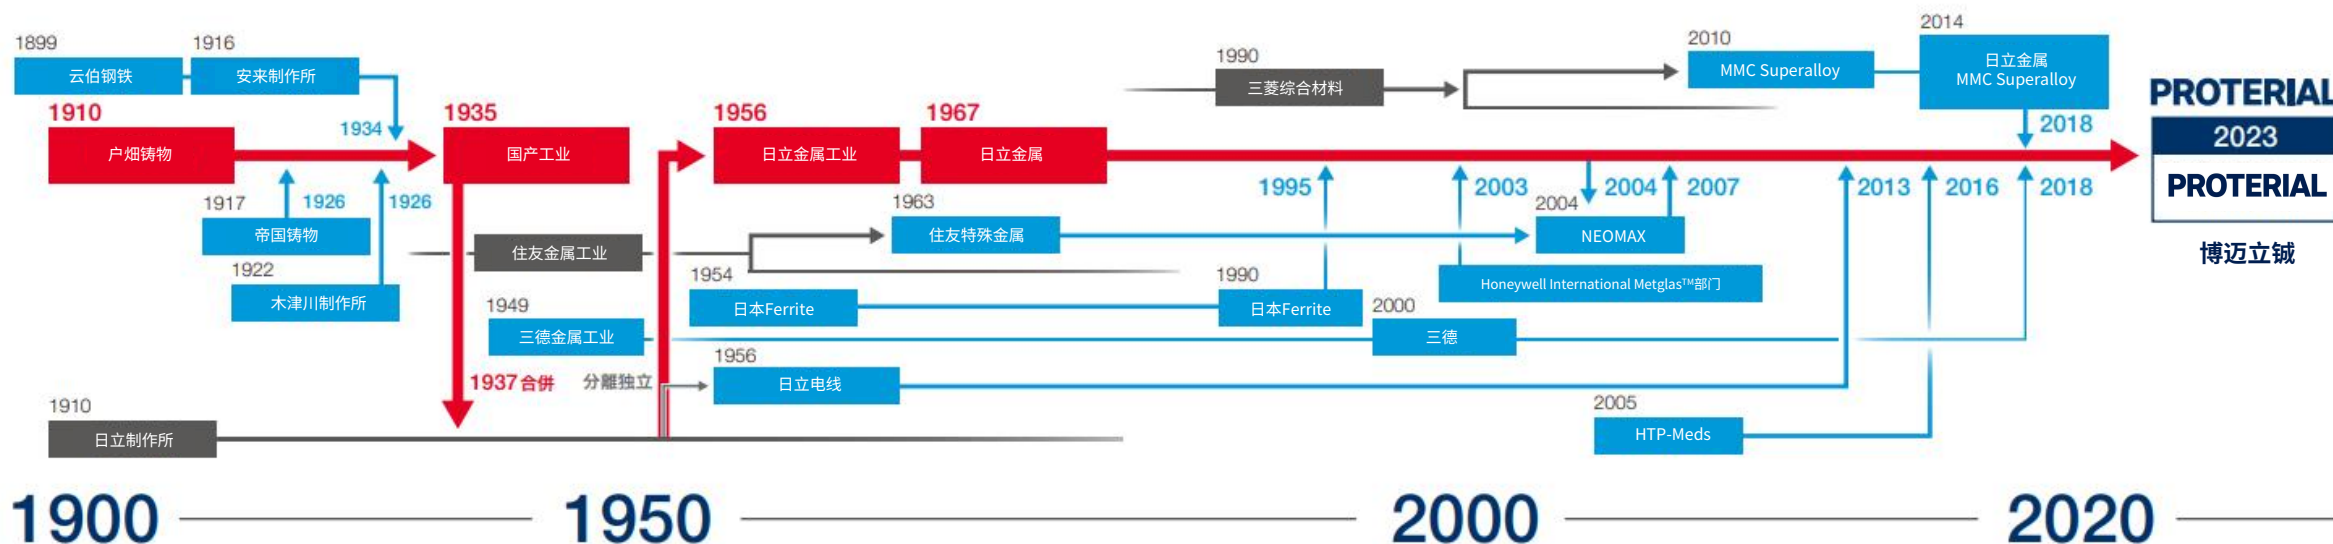 1899
云伯钢铁
1916
安来制作所
1934
1910
户畑铸物
1926
1926
1917
帝国铸物
1922
木津川制作所
1935
国产工业
1937合併
1910
日立制作所
分離独立
住友金属工业
1949
三德金属工业
1956
日立金属工业
1967
日立金属
1963
住友特殊金属
1954
日本Ferrite
1956
日立电线
1990
三菱综合材料
1990
日本Ferrite
1995
2000
三德
2003
Honeywell International Metglas™部门
2004
2004
NEOMAX
2007
2005
HTP-Meds
2010
MMC Superalloy
2014
日立金属
MMC Superalloy
2018
2013
2016
2018
PROTERIAL
2023
PROTERIAL
博迈立铖
1900
1950
2000
2020